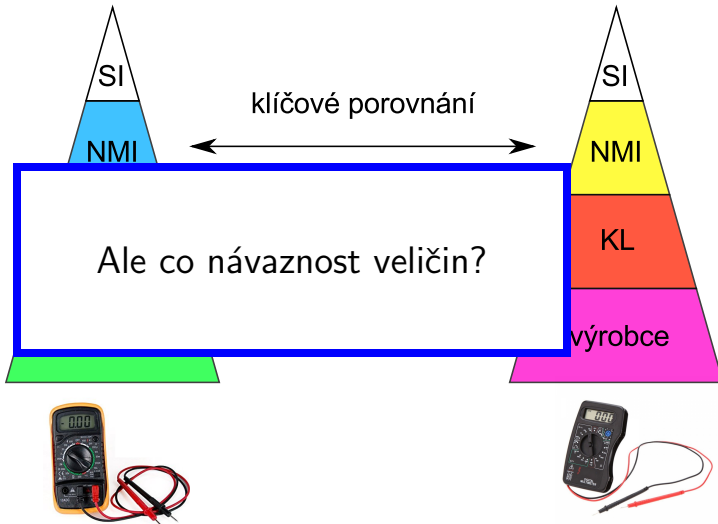 SI
SI
klíčové porovnání
NMI
NMI
Ale co návaznost veličin?
KL
výrobce